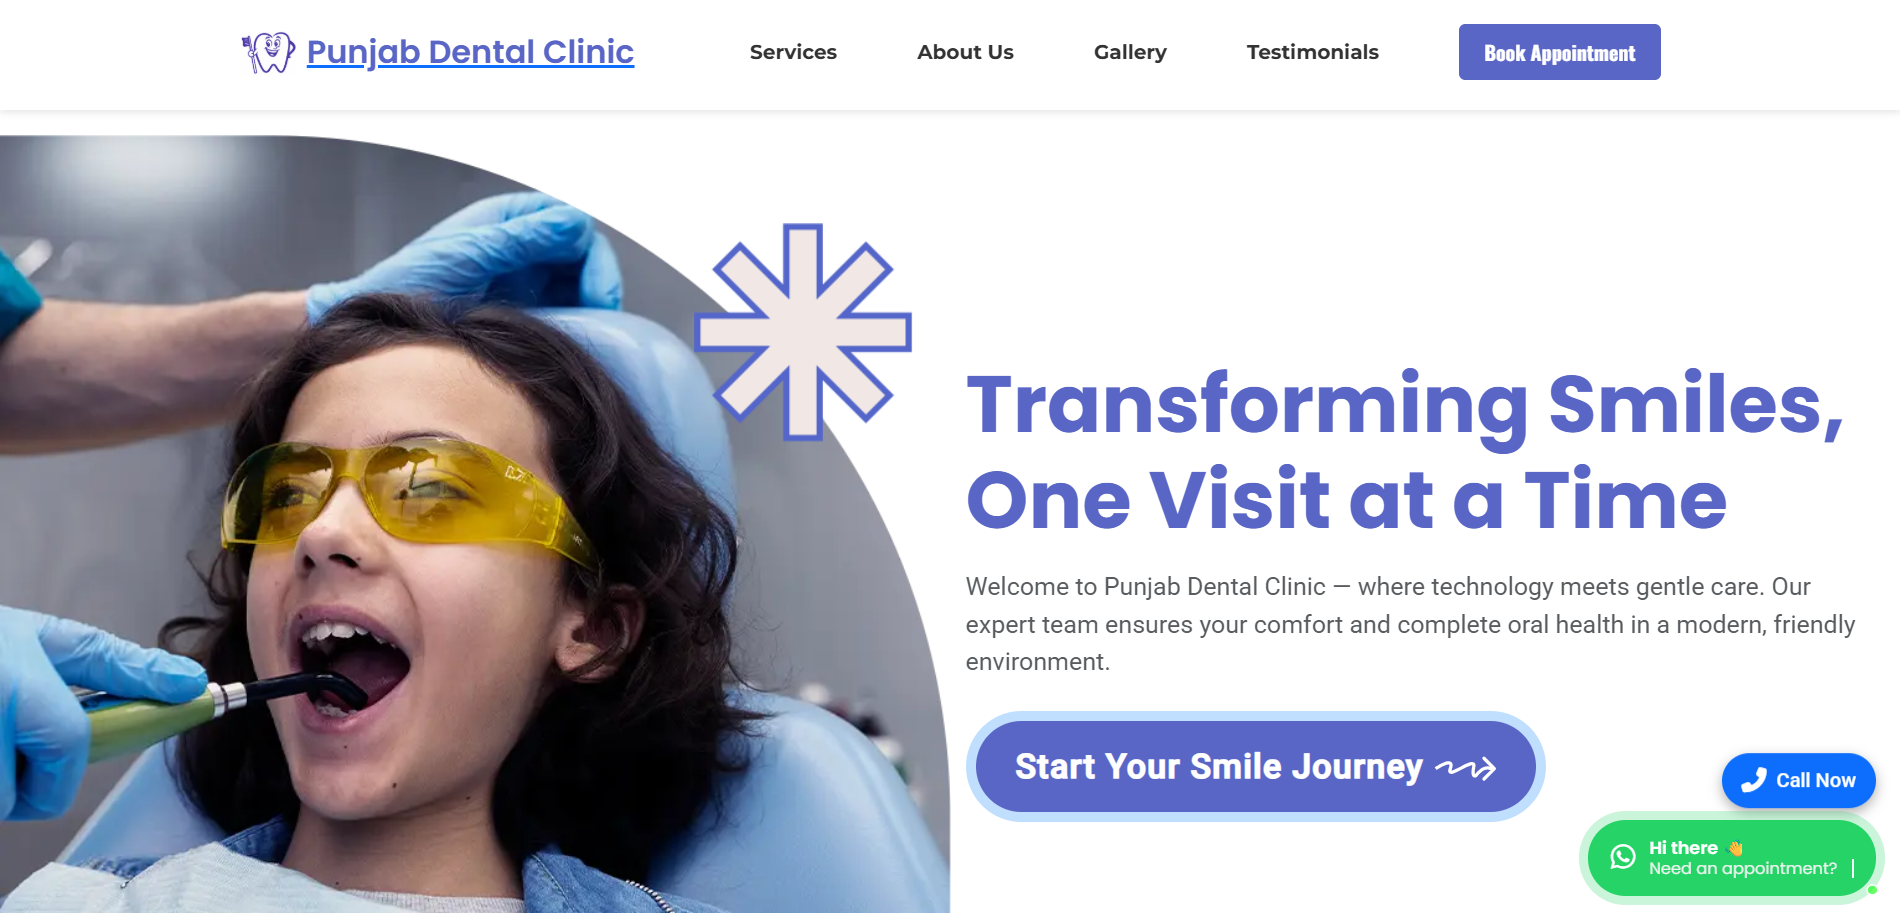 Punjab Dental Clinic
Services
About Us
Gallery
Testimonials
Book Appointment
Transforming Smiles,
One Visit at a Time
Welcome to Punjab Dental Clinic — where technology meets gentle care. Our
expert team ensures your comfort and complete oral health in a modern, friendly
environment.
Start Your Smile Journey
Call Now
Hi there 👋
Need an appointment?